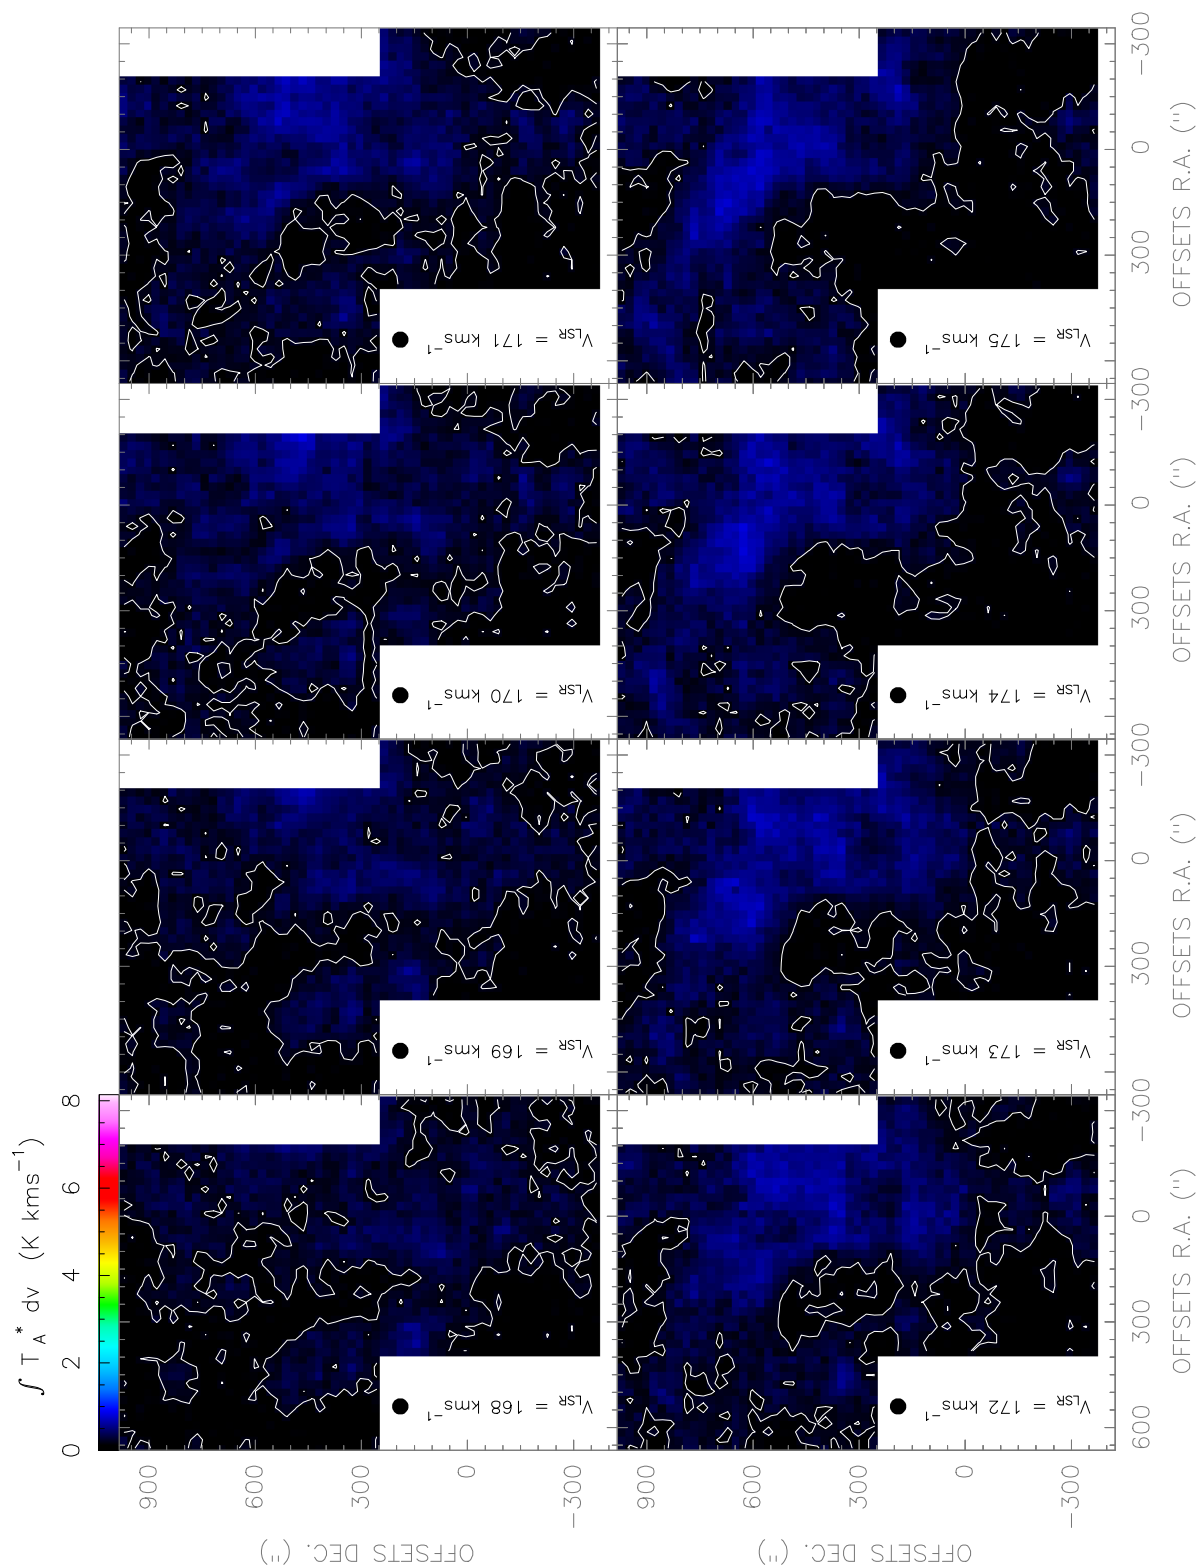 ∫ T_A^* dv (K kms^-1)
0 2 4 6 8
V_LSR = 168 kms^-1
V_LSR = 169 kms^-1
V_LSR = 170 kms^-1
V_LSR = 171 kms^-1
V_LSR = 172 kms^-1
V_LSR = 173 kms^-1
V_LSR = 174 kms^-1
V_LSR = 175 kms^-1
900
600
300
0
−300
OFFSETS DEC. (")
900
600
300
0
−300
OFFSETS DEC. (")
600 300 0 −300
300 0 −300
300 0 −300
300 0 −300
OFFSETS R.A. (")
OFFSETS R.A. (")
OFFSETS R.A. (")
OFFSETS R.A. (")